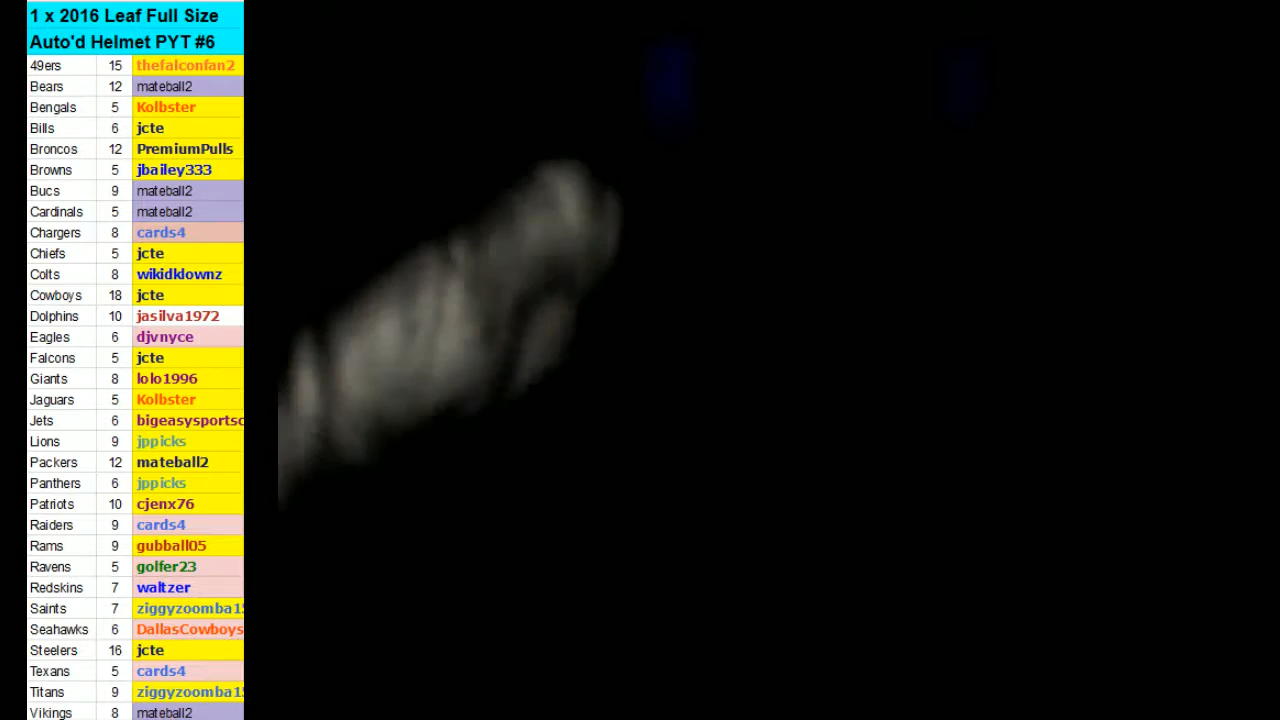 1 x 2016 Leaf Full Size
Auto'd Helmet PYT #6
49ers 15 thefalconfan2
Bears 12 mateball2
Bengals 5 Kolbster
Bills 6 jcte
Broncos 12 PremiumPulls
Browns 5 jbailey333
Bucs 9 mateball2
Cardinals 5 mateball2
Chargers 8 cards4
Chiefs 5 jcte
Colts 8 wikidklownz
Cowboys 18 jcte
Dolphins 10 jasilva1972
Eagles 6 djvnyce
Falcons 5 jcte
Giants 8 lolo1996
Jaguars 5 Kolbster
Jets 6 bigeasysportsc
Lions 9 jppicks
Packers 12 mateball2
Panthers 6 jppicks
Patriots 10 cjenx76
Raiders 9 cards4
Rams 9 gubball05
Ravens 5 golfer23
Redskins 7 waltzer
Saints 7 ziggyzoomba1
Seahawks 6 DallasCowboys
Steelers 16 jcte
Texans 5 cards4
Titans 9 ziggyzoomba1
Vikings 8 mateball2